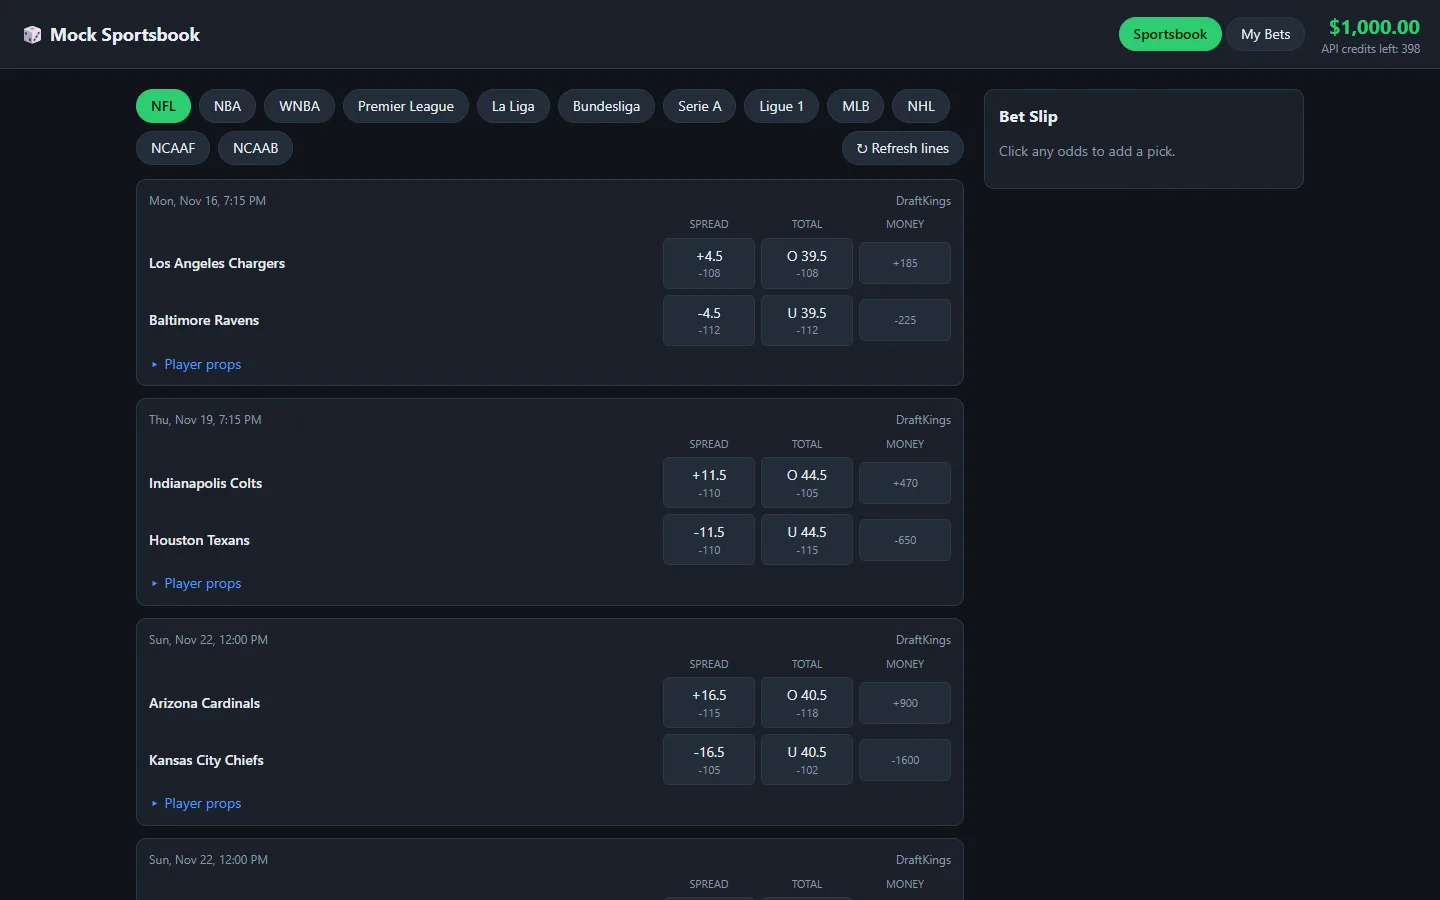 Mock Sportsbook
Sportsbook
My Bets
$1,000.00
API credits left: 398
NFL
NBA
WNBA
Premier League
La Liga
Bundesliga
Serie A
Ligue 1
MLB
NHL
NCAAF
NCAAB
↻ Refresh lines
Bet Slip
Click any odds to add a pick.
Mon, Nov 16, 7:15 PM
DraftKings
SPREAD
TOTAL
MONEY
Los Angeles Chargers
+4.5
-108
O 39.5
-108
+185
Baltimore Ravens
-4.5
-112
U 39.5
-112
-225
▸ Player props
Thu, Nov 19, 7:15 PM
DraftKings
SPREAD
TOTAL
MONEY
Indianapolis Colts
+11.5
-110
O 44.5
-105
+470
Houston Texans
-11.5
-110
U 44.5
-115
-650
▸ Player props
Sun, Nov 22, 12:00 PM
DraftKings
SPREAD
TOTAL
MONEY
Arizona Cardinals
+16.5
-115
O 40.5
-118
+900
Kansas City Chiefs
-16.5
-105
U 40.5
-102
-1600
▸ Player props
Sun, Nov 22, 12:00 PM
DraftKings
SPREAD
TOTAL
MONEY